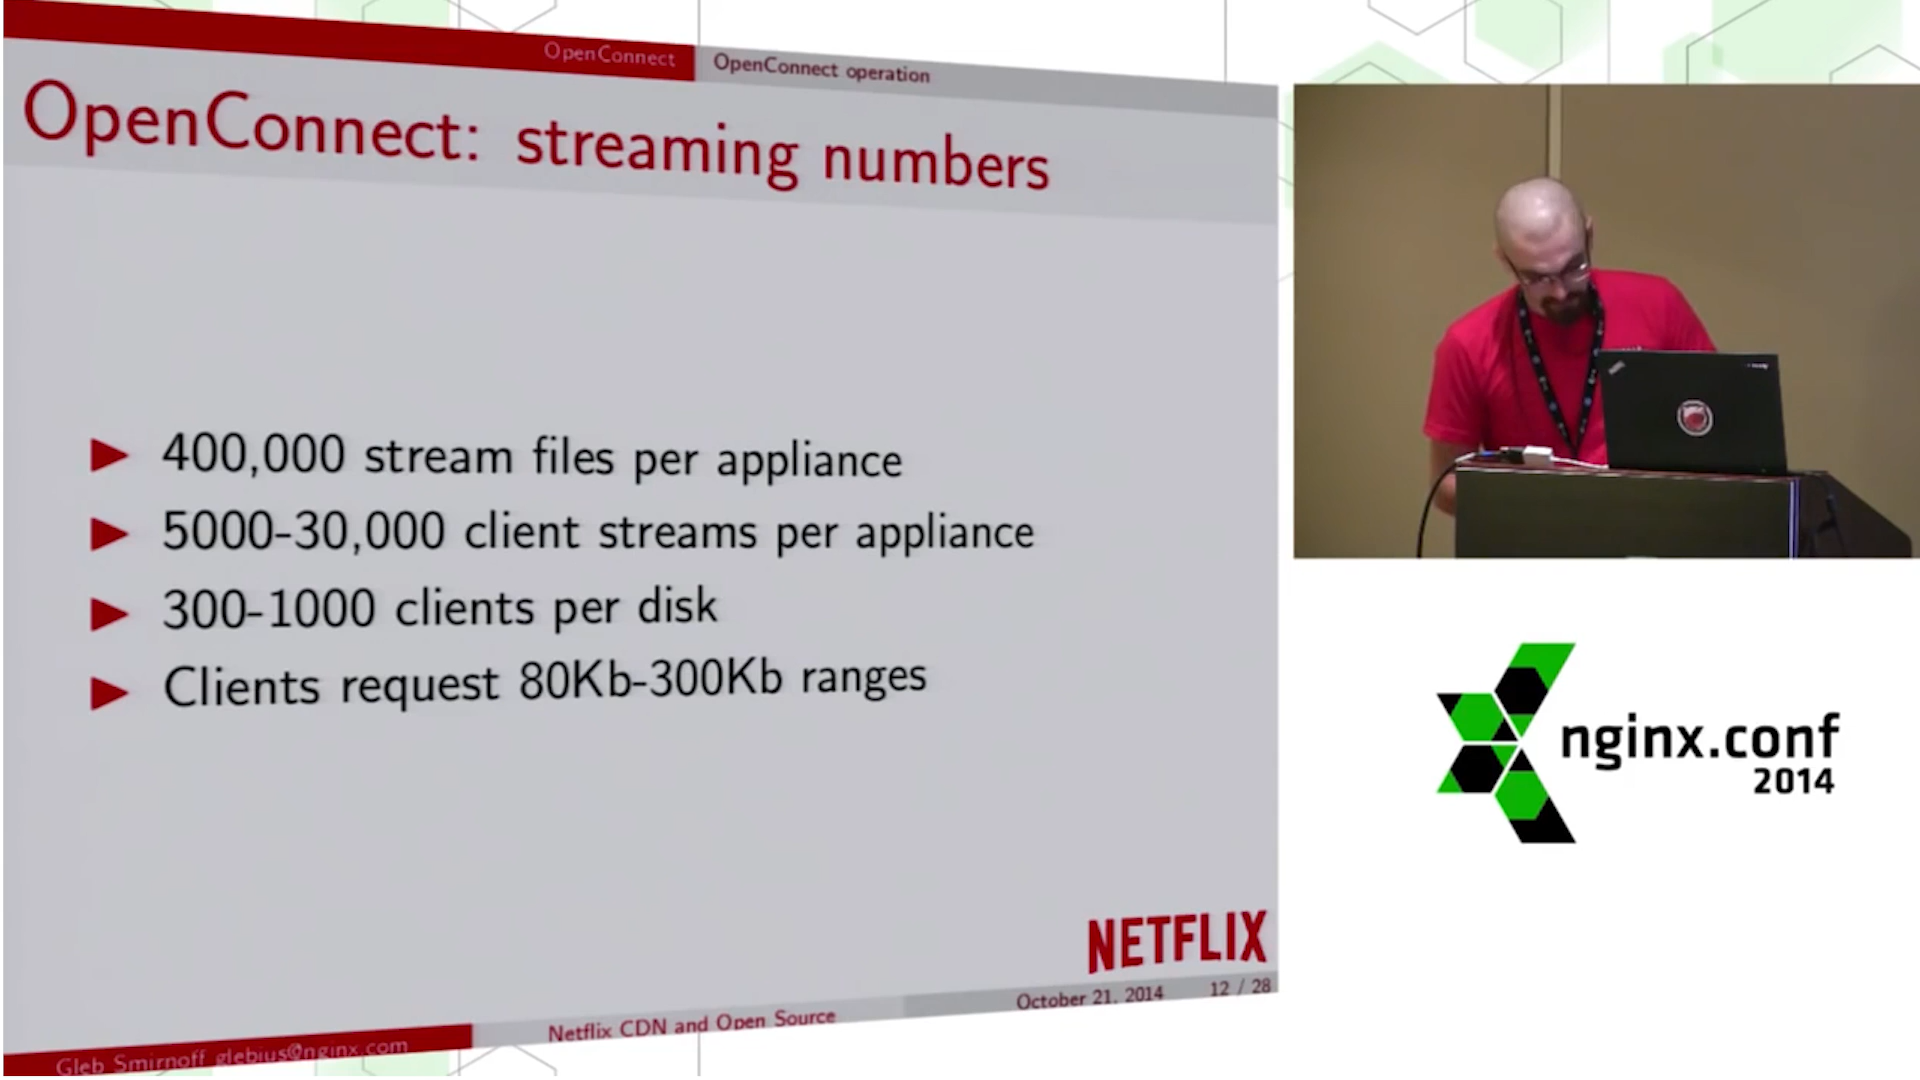 OpenConnect
OpenConnect operation
OpenConnect: streaming numbers
400,000 stream files per appliance
5000-30,000 client streams per appliance
300-1000 clients per disk
Clients request 80Kb-300Kb ranges
NETFLIX
October 21, 2014
12 / 28
Netflix CDN and Open Source
Gleb Smirnoff glebius@nginx.com
nginx.conf
2014